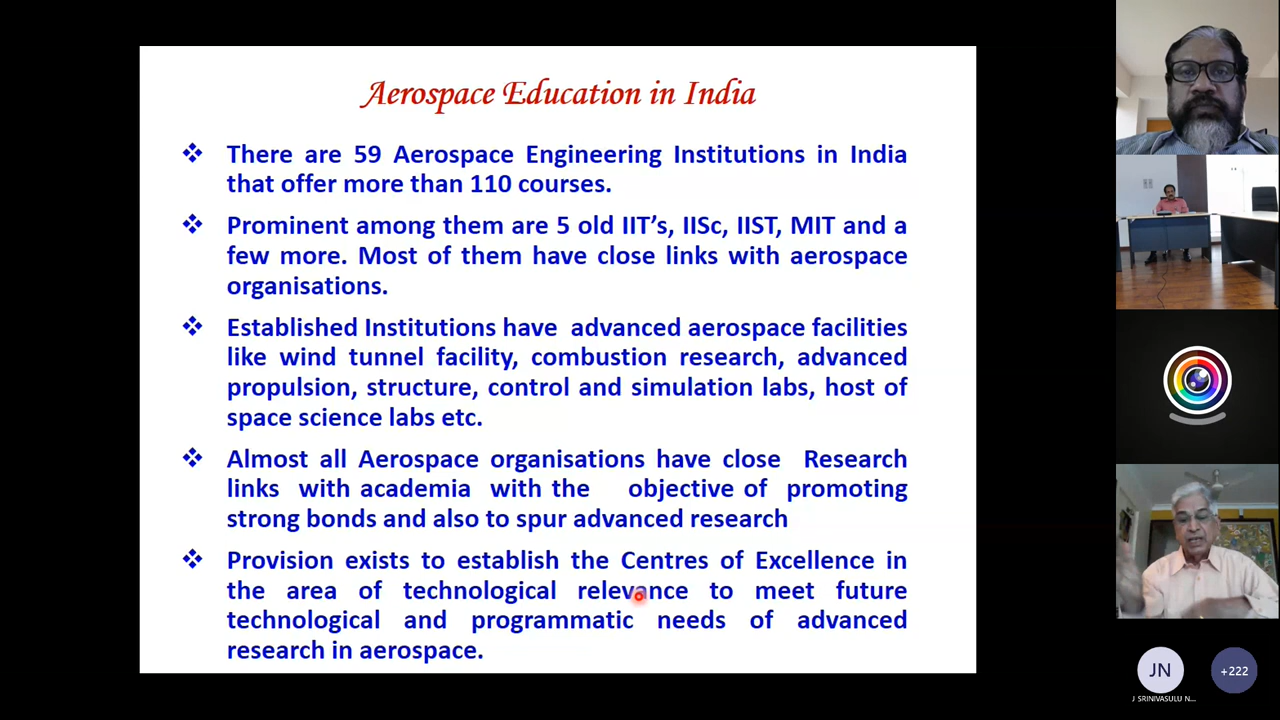 Aerospace Education in India
❖ There are 59 Aerospace Engineering Institutions in India
that offer more than 110 courses.
❖ Prominent among them are 5 old IIT's, IISc, IIST, MIT and a
few more. Most of them have close links with aerospace
organisations.
❖ Established Institutions have advanced aerospace facilities
like wind tunnel facility, combustion research, advanced
propulsion, structure, control and simulation labs, host of
space science labs etc.
❖ Almost all Aerospace organisations have close Research
links with academia with the objective of promoting
strong bonds and also to spur advanced research
❖ Provision exists to establish the Centres of Excellence in
the area of technological relevance to meet future
technological and programmatic needs of advanced
research in aerospace.
JN
+222
J SRINIVASULU N...